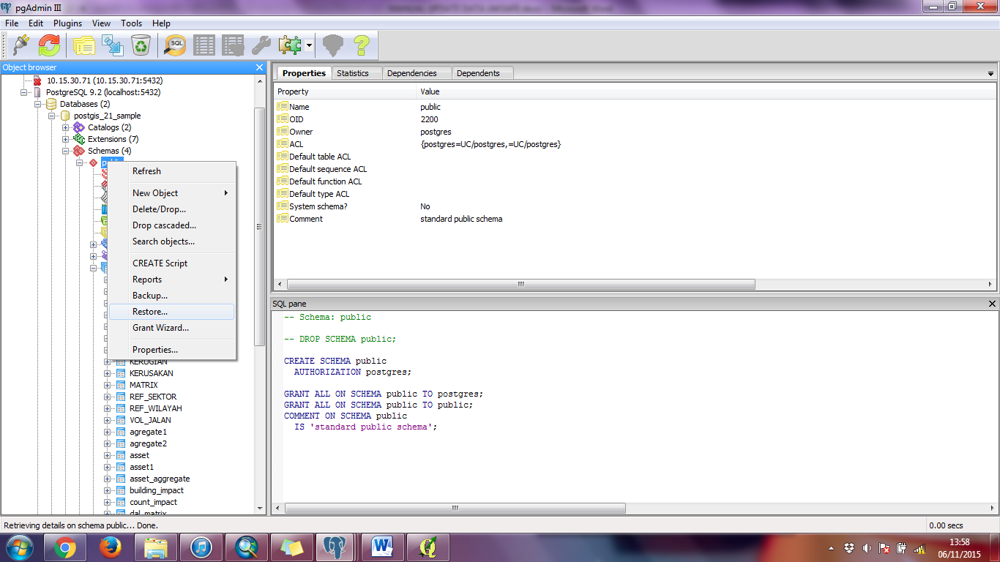 pgAdmin III
File Edit Plugins View Tools Help
SQL
Object browser
10.15.30.71 (10.15.30.71:5432)
PostgreSQL 9.2 (localhost:5432)
Databases (2)
postgis_21_sample
Catalogs (2)
Extensions (7)
Schemas (4)
Refresh
New Object
Delete/Drop...
Drop cascaded...
Search objects...
CREATE Script
Reports
Backup...
Restore...
Grant Wizard...
Properties...
KERUGIAN
KERUSAKAN
MATRIX
REF_SEKTOR
REF_WILAYAH
VOL_JALAN
agregate1
agregate2
asset
asset1
asset_aggregate
building_impact
count_impact
dal_matrix
Properties Statistics Dependencies Dependents
Property Value
Name public
OID 2200
Owner postgres
ACL {postgres=UC/postgres,=UC/postgres}
Default table ACL
Default sequence ACL
Default function ACL
Default type ACL
System schema? No
Comment standard public schema
SQL pane
-- Schema: public
-- DROP SCHEMA public;
CREATE SCHEMA public
AUTHORIZATION postgres;
GRANT ALL ON SCHEMA public TO postgres;
GRANT ALL ON SCHEMA public TO public;
COMMENT ON SCHEMA public
IS 'standard public schema';
Retrieving details on schema public... Done.
0.00 secs
13:58
06/11/2015